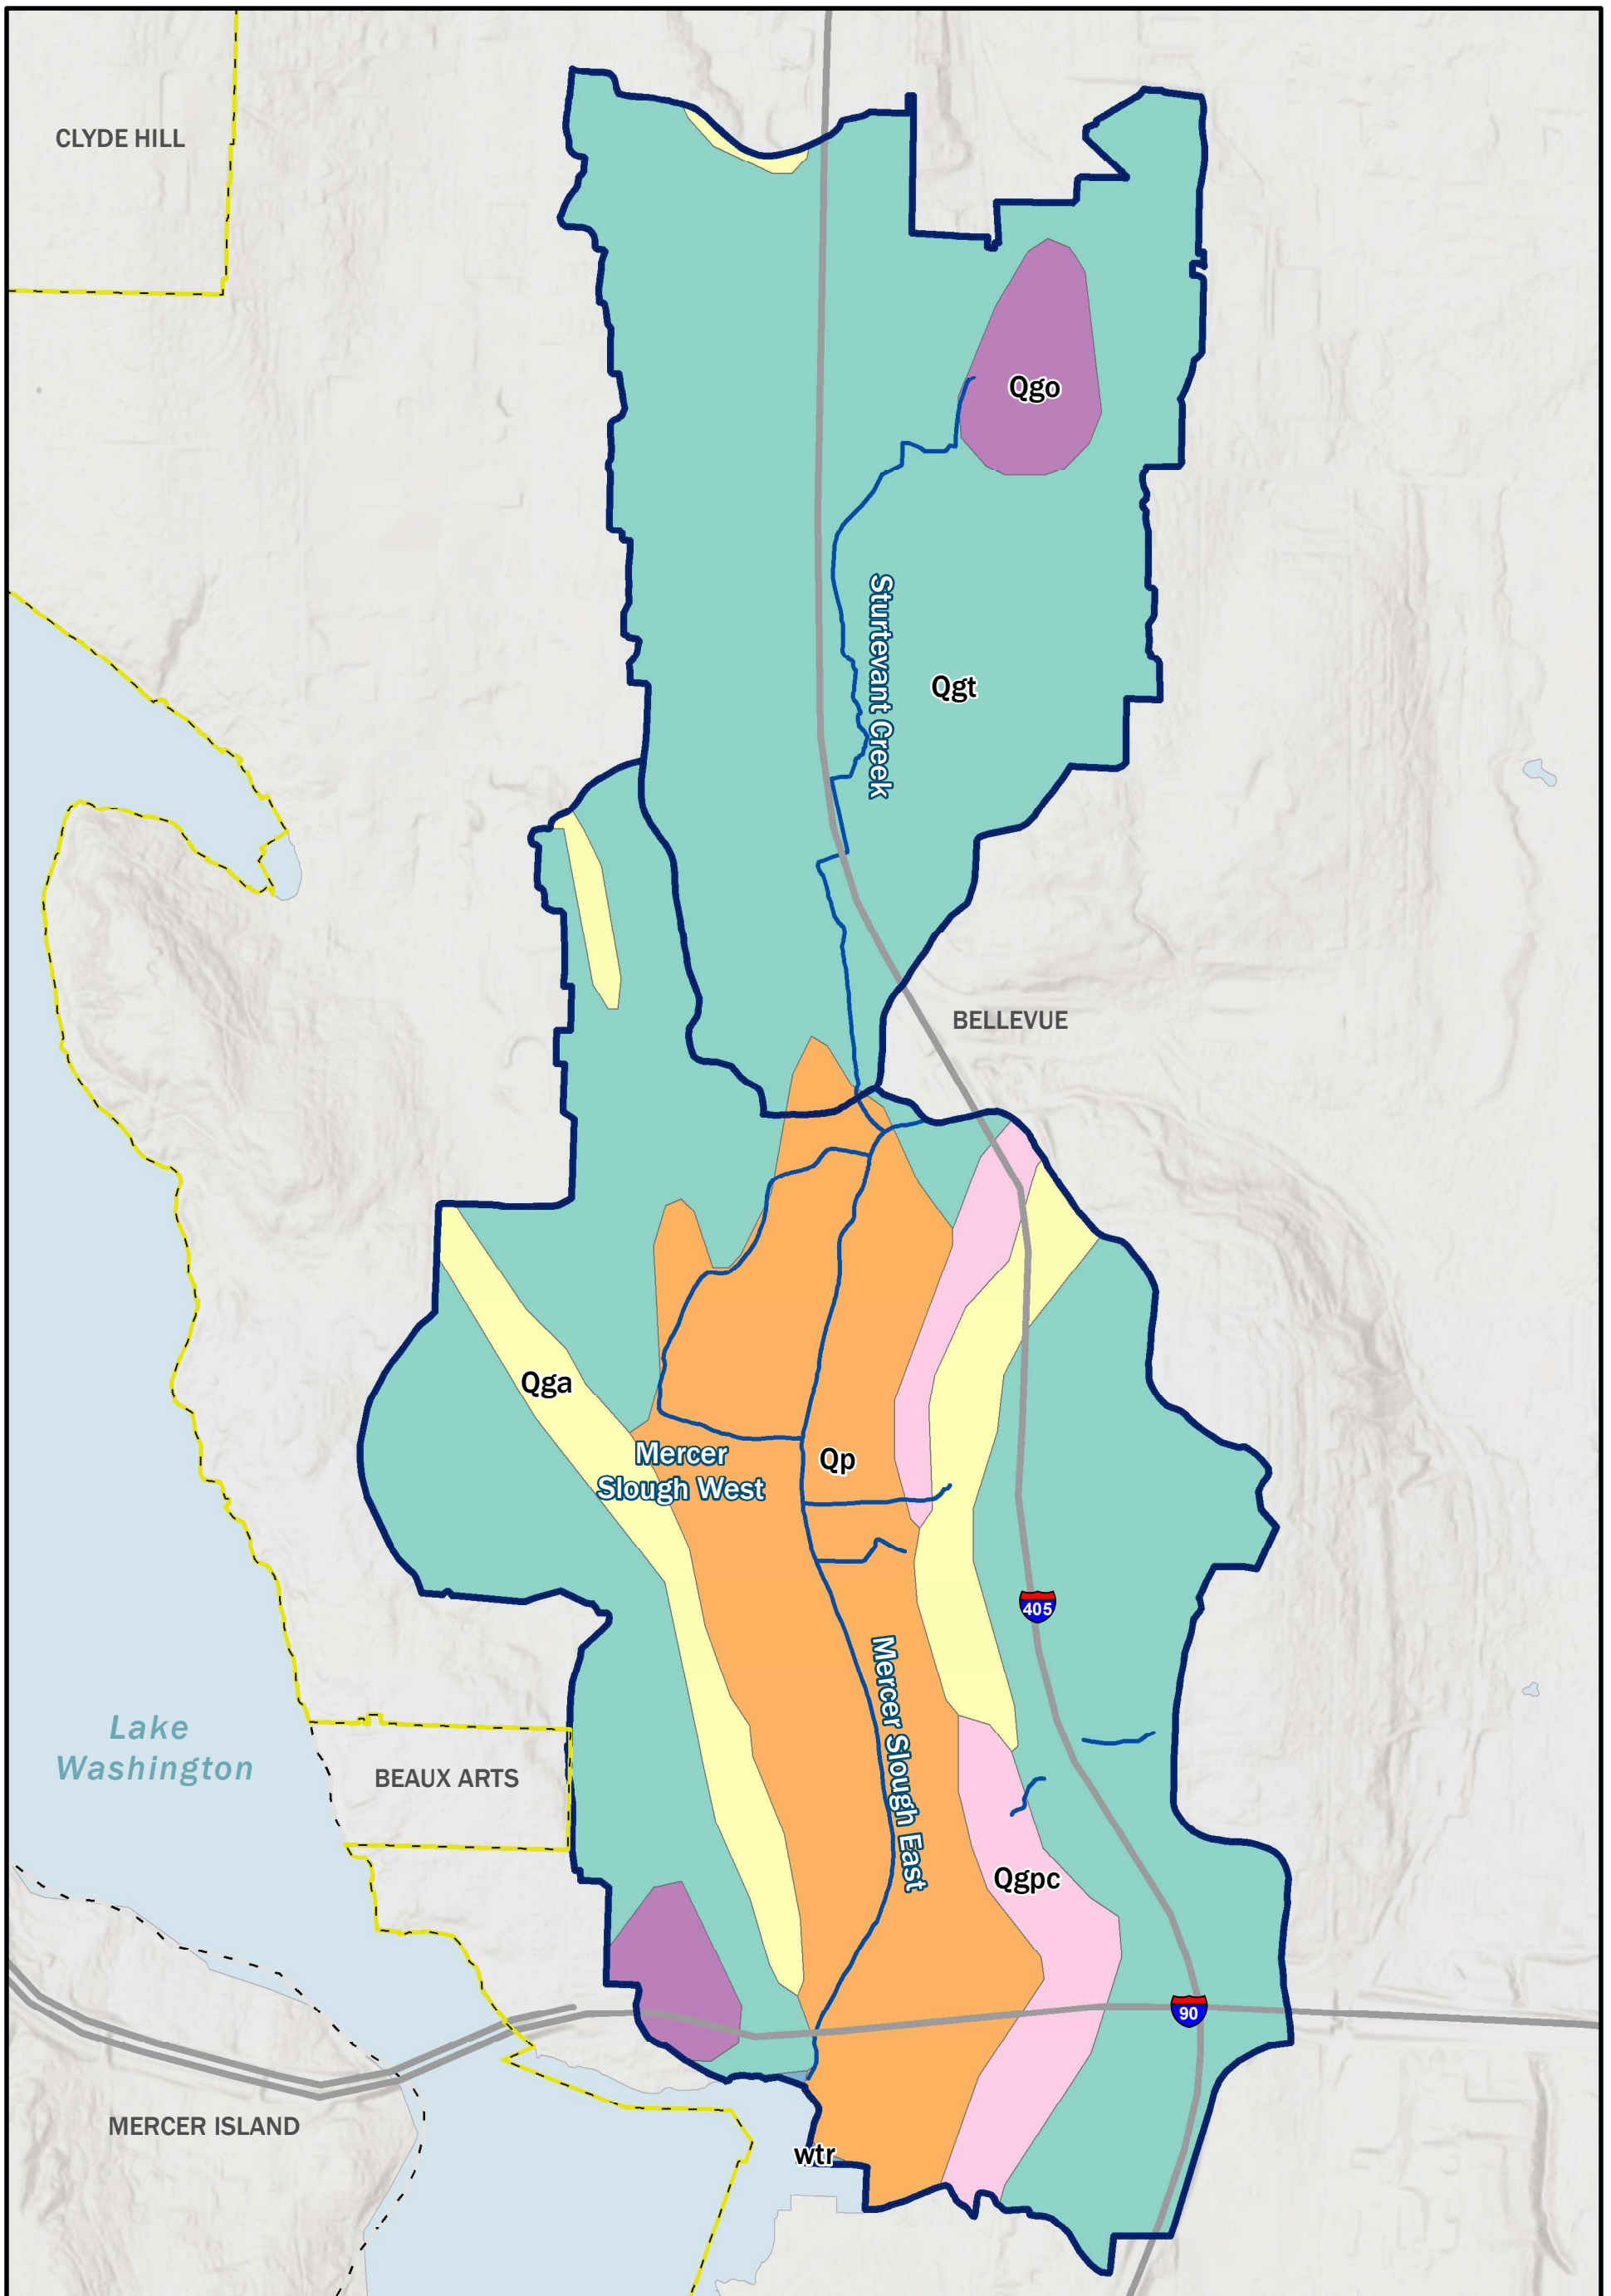 CLYDE HILL
Qgo
Sturtevant Creek
Qgt
BELLEVUE
Qga
Mercer
Slough West
Qp
405
Mercer Slough East
Lake
Washington
BEAUX ARTS
Qgpc
90
MERCER ISLAND
wtr